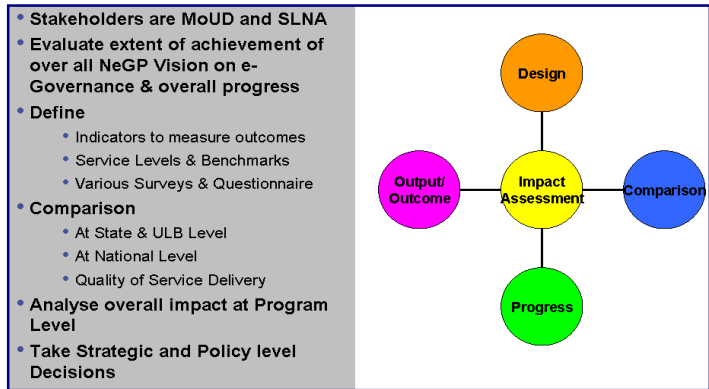 • Stakeholders are MoUD and SLNA
• Evaluate extent of achievement of
over all NeGP Vision on e-
Governance & overall progress
• Define
• Indicators to measure outcomes
• Service Levels & Benchmarks
• Various Surveys & Questionnaire
• Comparison
• At State & ULB Level
• At National Level
• Quality of Service Delivery
• Analyse overall impact at Program
Level
• Take Strategic and Policy level
Decisions
Design
Output/
Outcome
Impact
Assessment
Comparison
Progress